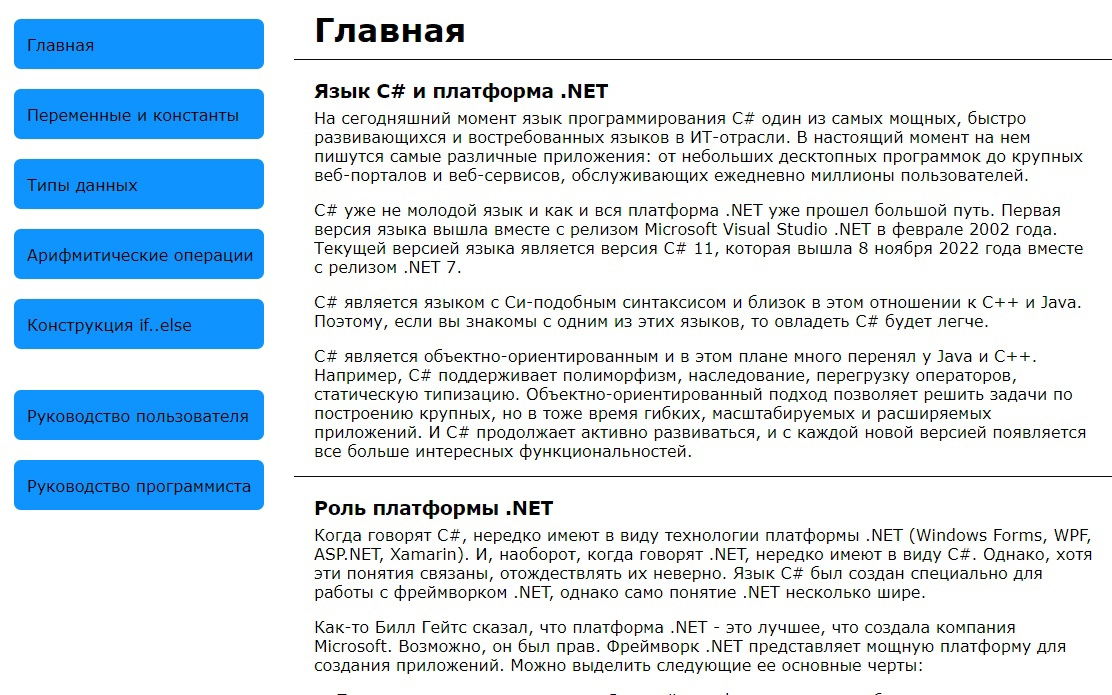 Главная
Переменные и константы
Типы данных
Арифмитические операции
Конструкция if..else
Руководство пользователя
Руководство программиста
Главная
Язык C# и платформа .NET
На сегодняшний момент язык программирования C# один из самых мощных, быстро
развивающихся и востребованных языков в ИТ-отрасли. В настоящий момент на нем
пишутся самые различные приложения: от небольших десктопных программок до крупных
веб-порталов и веб-сервисов, обслуживающих ежедневно миллионы пользователей.
C# уже не молодой язык и как и вся платформа .NET уже прошел большой путь. Первая
версия языка вышла вместе с релизом Microsoft Visual Studio .NET в феврале 2002 года.
Текущей версией языка является версия C# 11, которая вышла 8 ноября 2022 года вместе
с релизом .NET 7.
C# является языком с Си-подобным синтаксисом и близок в этом отношении к C++ и Java.
Поэтому, если вы знакомы с одним из этих языков, то овладеть C# будет легче.
C# является объектно-ориентированным и в этом плане много перенял у Java и C++.
Например, C# поддерживает полиморфизм, наследование, перегрузку операторов,
статическую типизацию. Объектно-ориентированный подход позволяет решить задачи по
построению крупных, но в тоже время гибких, масштабируемых и расширяемых
приложений. И C# продолжает активно развиваться, и с каждой новой версией появляется
все больше интересных функциональностей.
Роль платформы .NET
Когда говорят C#, нередко имеют в виду технологии платформы .NET (Windows Forms, WPF,
ASP.NET, Xamarin). И, наоборот, когда говорят .NET, нередко имеют в виду C#. Однако, хотя
эти понятия связаны, отождествлять их неверно. Язык C# был создан специально для
работы с фреймворком .NET, однако само понятие .NET несколько шире.
Как-то Билл Гейтс сказал, что платформа .NET - это лучшее, что создала компания
Microsoft. Возможно, он был прав. Фреймворк .NET представляет мощную платформу для
создания приложений. Можно выделить следующие ее основные черты: